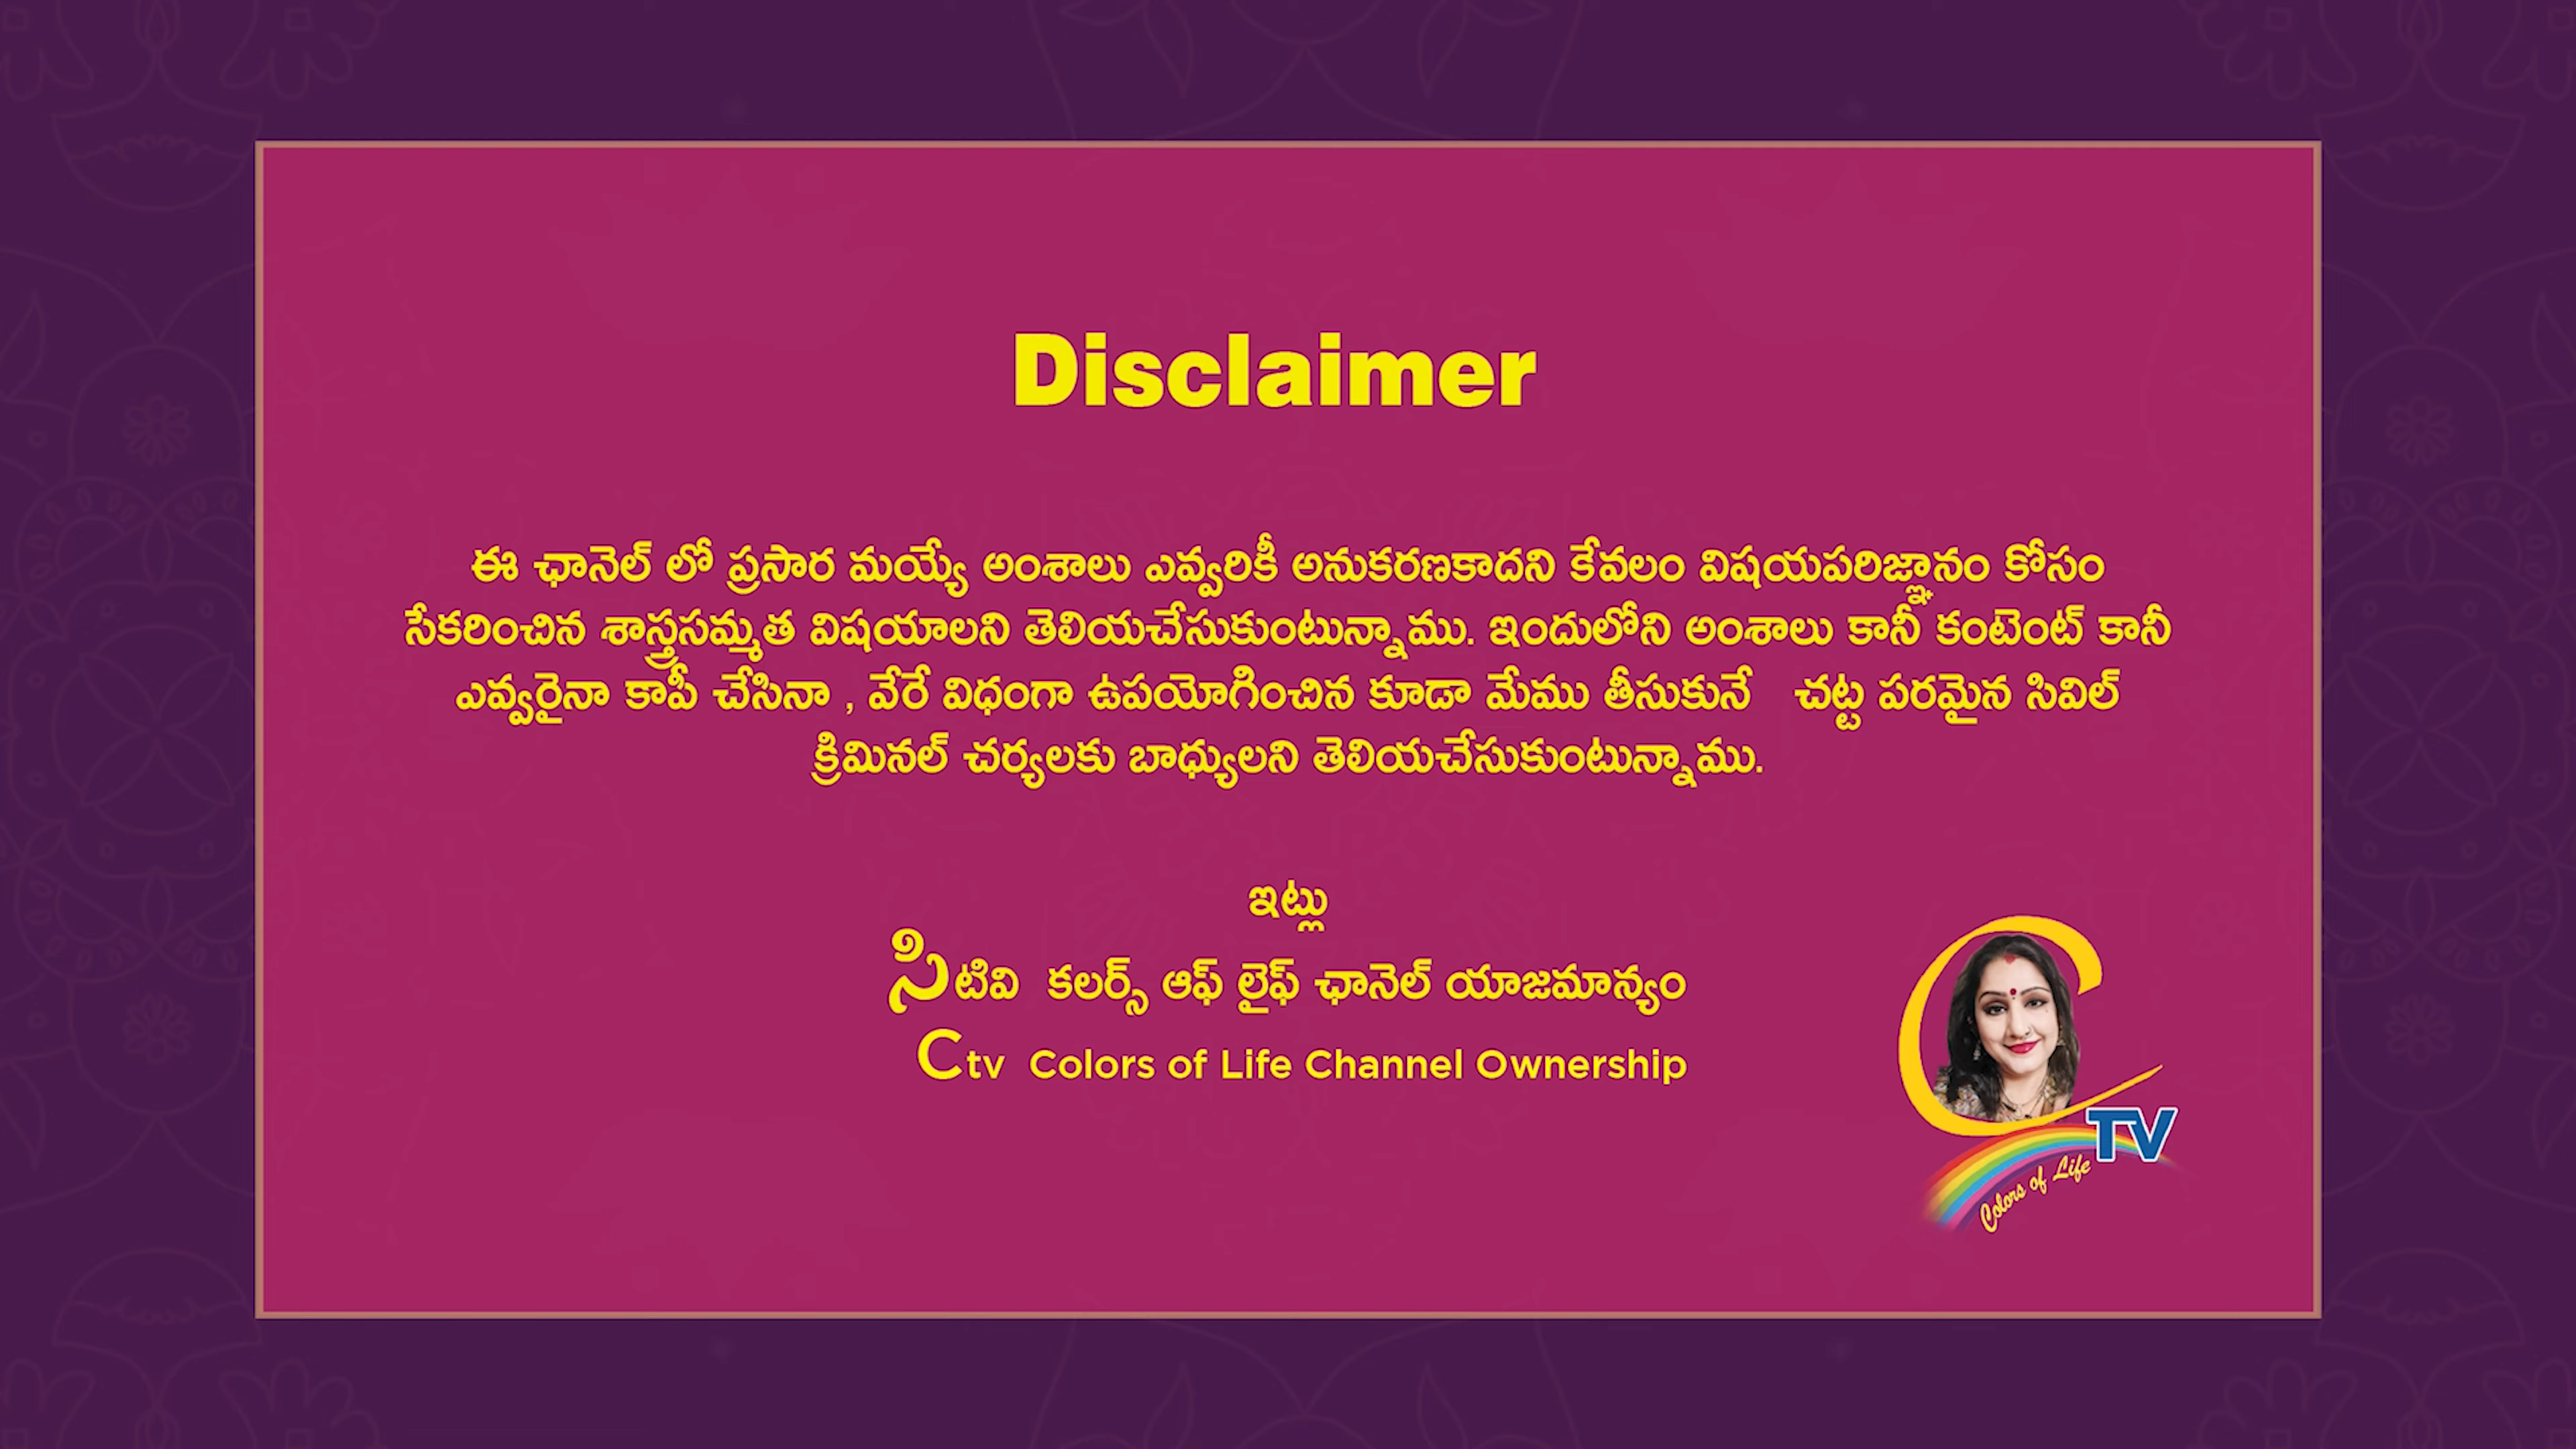 Disclaimer
ఈ ఛానెల్ లో ప్రసార మయ్యే అంశాలు ఎవ్వరికీ అనుకరణకాదని కేవలం విషయపరిజ్ఞానం కోసం
సేకరించిన శాస్త్రసమ్మత విషయాలని తెలియచేసుకుంటున్నాము. ఇందులోని అంశాలు కానీ కంటెంట్ కానీ
ఎవ్వరైనా కాపీ చేసినా , వేరే విధంగా ఉపయోగించిన కూడా మేము తీసుకునే చట్ట పరమైన సివిల్
క్రిమినల్ చర్యలకు బాధ్యులని తెలియచేసుకుంటున్నాము.
ఇట్లు
సిటివి కలర్స్ ఆఫ్ లైఫ్ ఛానెల్ యాజమాన్యం
Ctv Colors of Life Channel Ownership
C
TV
Colors of Life